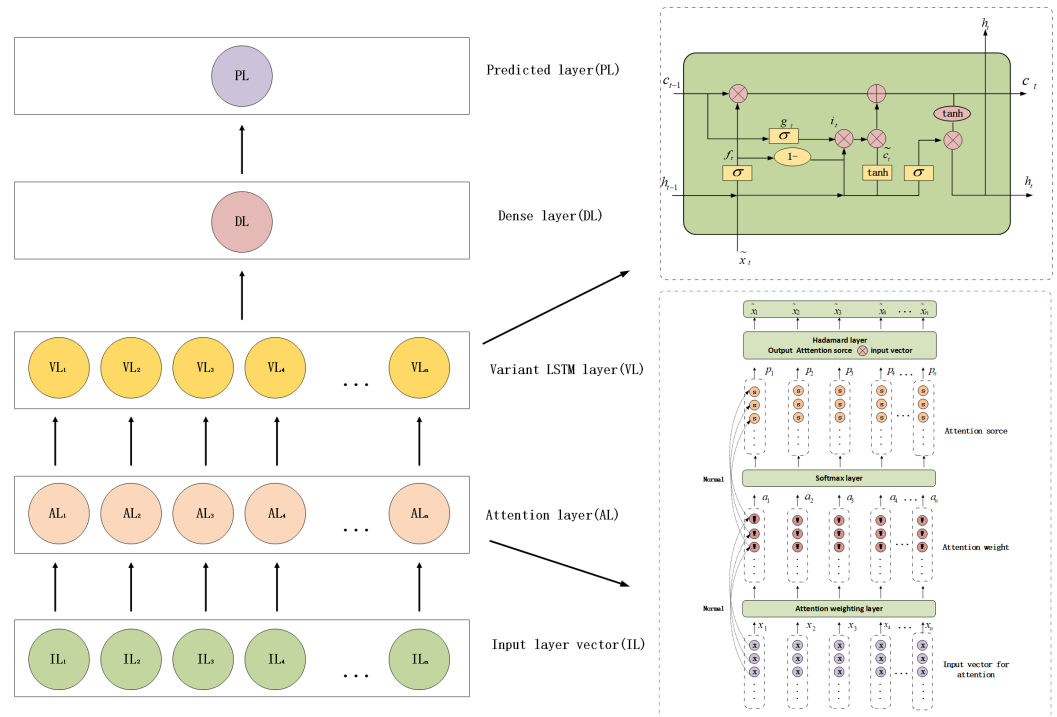 PL
Predicted layer(PL)
DL
Dense layer(DL)
VL₁ VL₂ VL₃ VL₄ ... VLₙ
Variant LSTM layer(VL)
AL₁ AL₂ AL₃ AL₄ ... ALₙ
Attention layer(AL)
IL₁ IL₂ IL₃ IL₄ ... ILₙ
Input layer vector(IL)
hₜ
cₜ₋₁
c ₜ
tanh
g ₜ
iₜ
σ
fₜ
1-
c̃ₜ
σ
tanh
σ
hₜ₋₁
hₜ
x̃ ₜ
x̃₁ x̃₂ x̃₃ x̃₄ ... x̃ₙ
Hadamard layer
Output Atttention sorce ⊗ input vector
p₁ p₂ p₃ p₄ ... pₙ
s s s s s
s s s s s
s s s s ... s
Attention sorce
Normal
Softmax layer
a₁ a₂ a₃ a₄ ... aₙ
Attention weight
Normal
Attention weighting layer
x₁ x₂ x₃ x₄ ... xₙ
x x x x x
x x x x x
x x x x ... x
Input vector for
attention